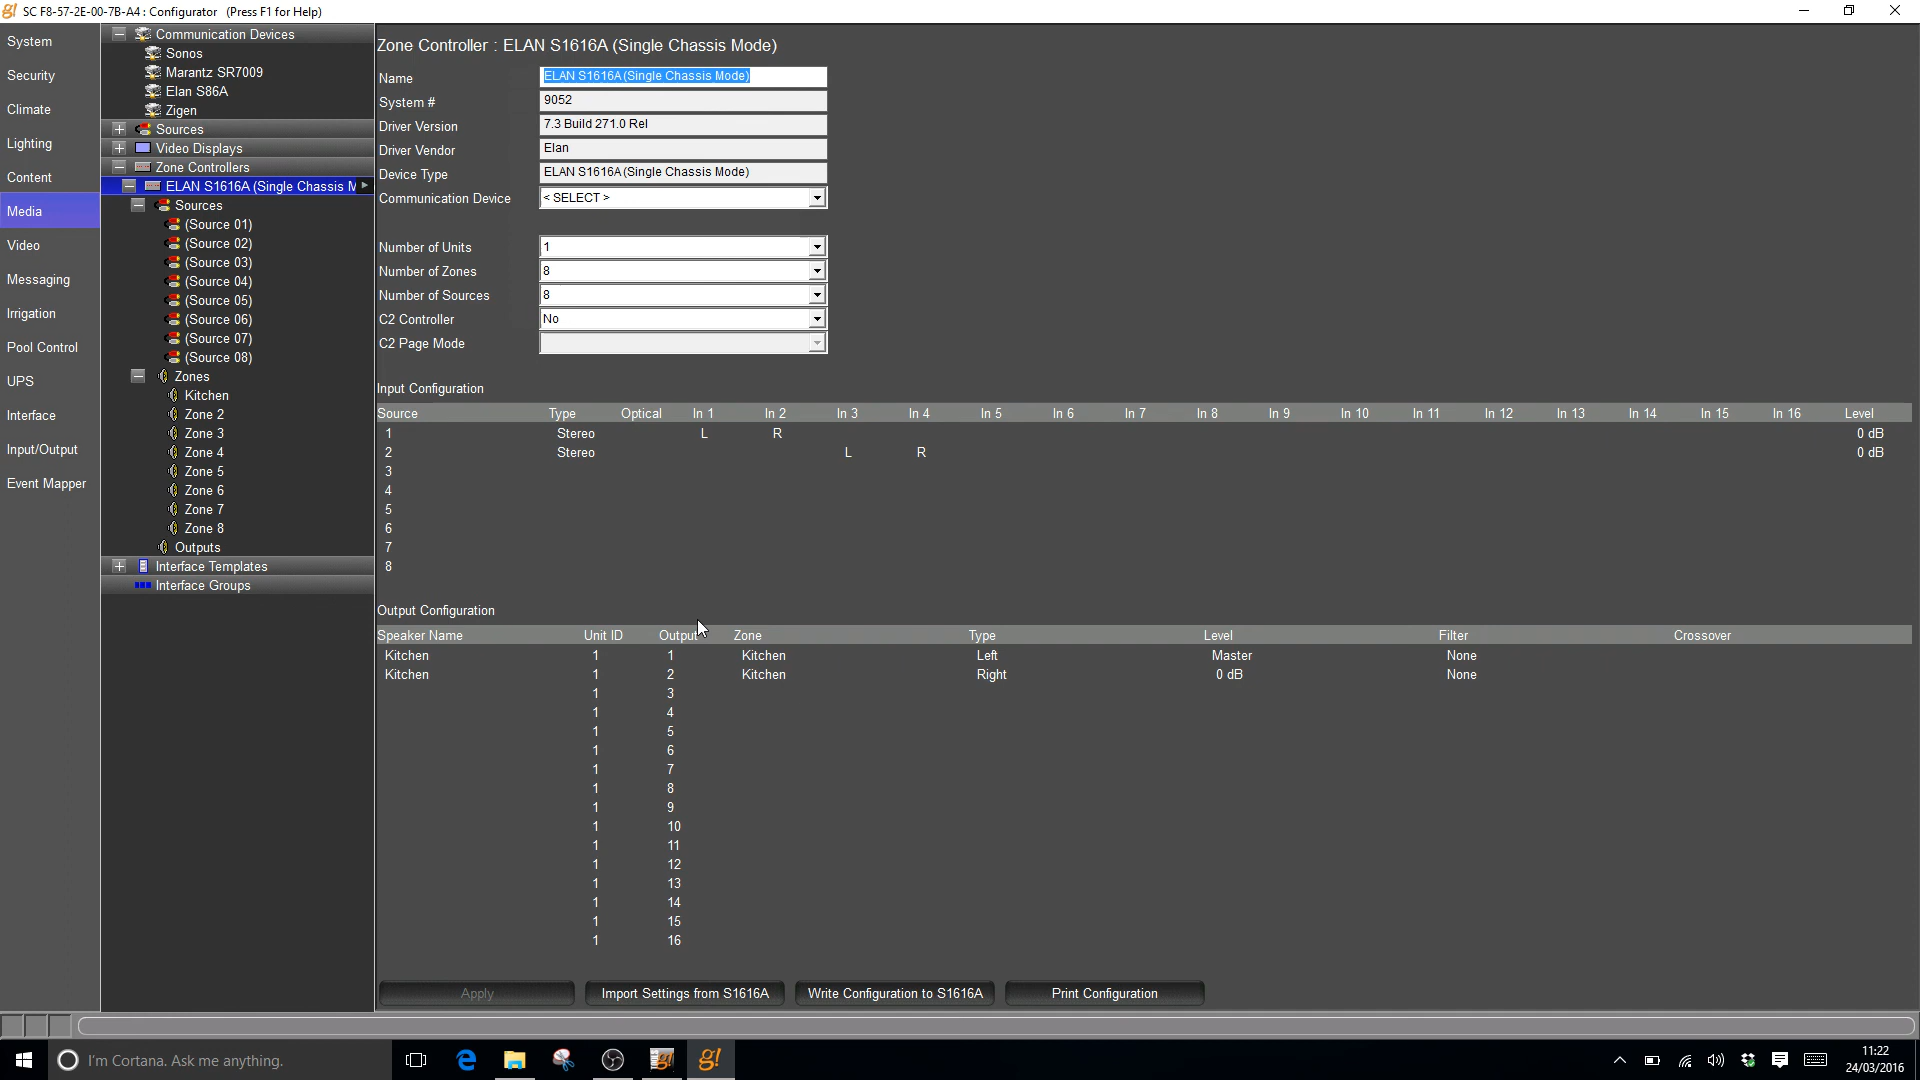 SC F8-57-2E-00-7B-A4 : Configurator   (Press F1 for Help)
System
Security
Climate
Lighting
Content
Media
Video
Messaging
Irrigation
Pool Control
UPS
Interface
Input/Output
Event Mapper
Communication Devices
Sonos
Marantz SR7009
Elan S86A
Zigen
Sources
Video Displays
Zone Controllers
ELAN S1616A (Single Chassis M
Sources
(Source 01)
(Source 02)
(Source 03)
(Source 04)
(Source 05)
(Source 06)
(Source 07)
(Source 08)
Zones
Kitchen
Zone 2
Zone 3
Zone 4
Zone 5
Zone 6
Zone 7
Zone 8
Outputs
Interface Templates
Interface Groups
Zone Controller : ELAN S1616A (Single Chassis Mode)
Name ELAN S1616A (Single Chassis Mode)
System # 9052
Driver Version 7.3 Build 271.0 Rel
Driver Vendor Elan
Device Type ELAN S1616A (Single Chassis Mode)
Communication Device < SELECT >
Number of Units 1
Number of Zones 8
Number of Sources 8
C2 Controller No
C2 Page Mode
Input Configuration
Source Type Optical In 1 In 2 In 3 In 4 In 5 In 6 In 7 In 8 In 9 In 10 In 11 In 12 In 13 In 14 In 15 In 16 Level
1 Stereo L R 0 dB
2 Stereo L R 0 dB
3
4
5
6
7
8
Output Configuration
Speaker Name Unit ID Output Zone Type Level Filter Crossover
Kitchen 1 1 Kitchen Left Master None
Kitchen 1 2 Kitchen Right 0 dB None
1 3
1 4
1 5
1 6
1 7
1 8
1 9
1 10
1 11
1 12
1 13
1 14
1 15
1 16
Apply Import Settings from S1616A Write Configuration to S1616A Print Configuration
I'm Cortana. Ask me anything.
g!
g!
11:22
24/03/2016